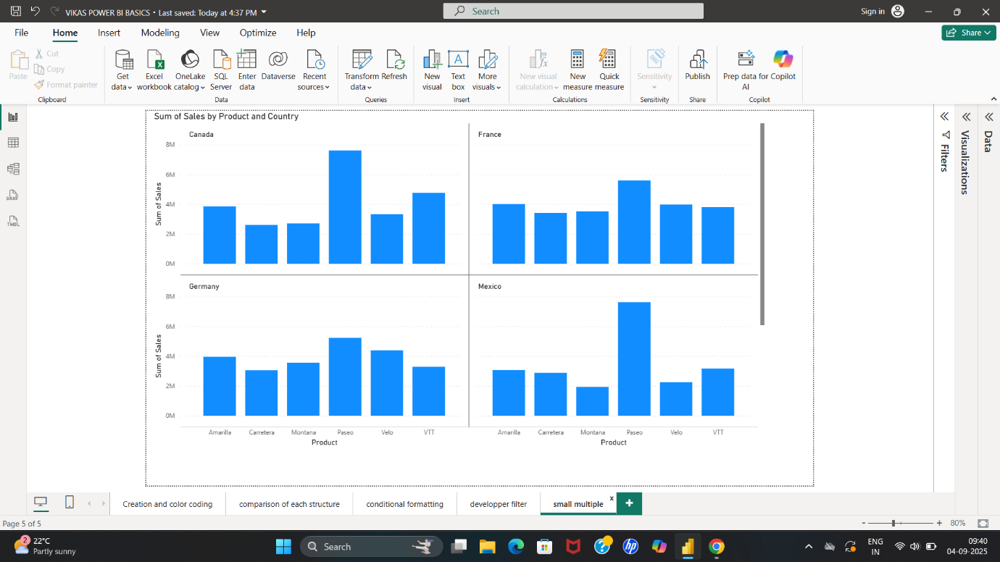 VIKAS POWER BI BASICS • Last saved: Today at 4:37 PM
Search
Sign in
File Home Insert Modeling View Optimize Help
Share
Paste
Cut
Copy
Format painter
Clipboard
Get data
Excel workbook
OneLake catalog
SQL Server
Enter data
Dataverse
Recent sources
Data
Transform data
Refresh
Queries
New visual
Text box
More visuals
Insert
New visual calculation
New measure
Quick measure
Calculations
Sensitivity
Sensitivity
Publish
Share
Prep data for AI
Copilot
Copilot
DAX
TMDL
Sum of Sales by Product and Country
Canada
8M
6M
4M
2M
0M
Sum of Sales
France
Germany
8M
6M
4M
2M
0M
Sum of Sales
Amarilla Carretera Montana Paseo Velo VTT
Product
Mexico
Amarilla Carretera Montana Paseo Velo VTT
Product
Filters
Visualizations
Data
Creation and color coding
comparison of each structure
conditional formatting
developper filter
small multiple
x
+
Page 5 of 5
- + 80%
2
22°C
Partly sunny
Search
hp
ENG
IN
09:40
04-09-2025